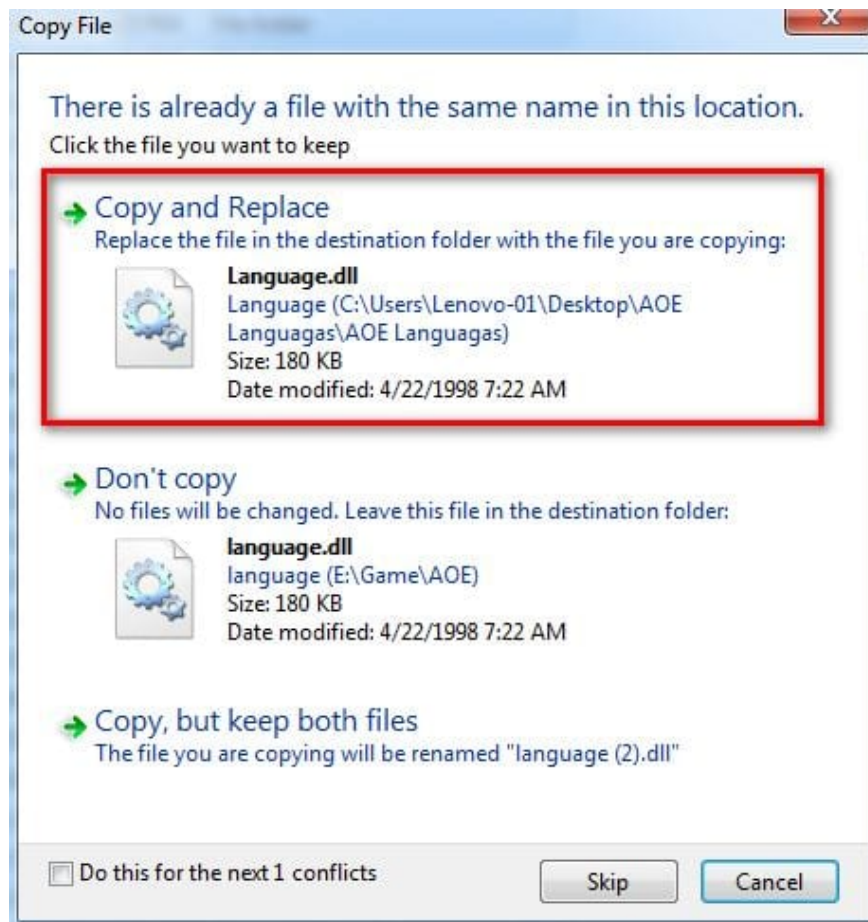 Copy File
There is already a file with the same name in this location.
Click the file you want to keep
Copy and Replace
Replace the file in the destination folder with the file you are copying:
Language.dll
Language (C:\Users\Lenovo-01\Desktop\AOE
Languagas\AOE Languagas)
Size: 180 KB
Date modified: 4/22/1998 7:22 AM
Don't copy
No files will be changed. Leave this file in the destination folder:
language.dll
language (E:\Game\AOE)
Size: 180 KB
Date modified: 4/22/1998 7:22 AM
Copy, but keep both files
The file you are copying will be renamed "language (2).dll"
Do this for the next 1 conflicts
Skip
Cancel